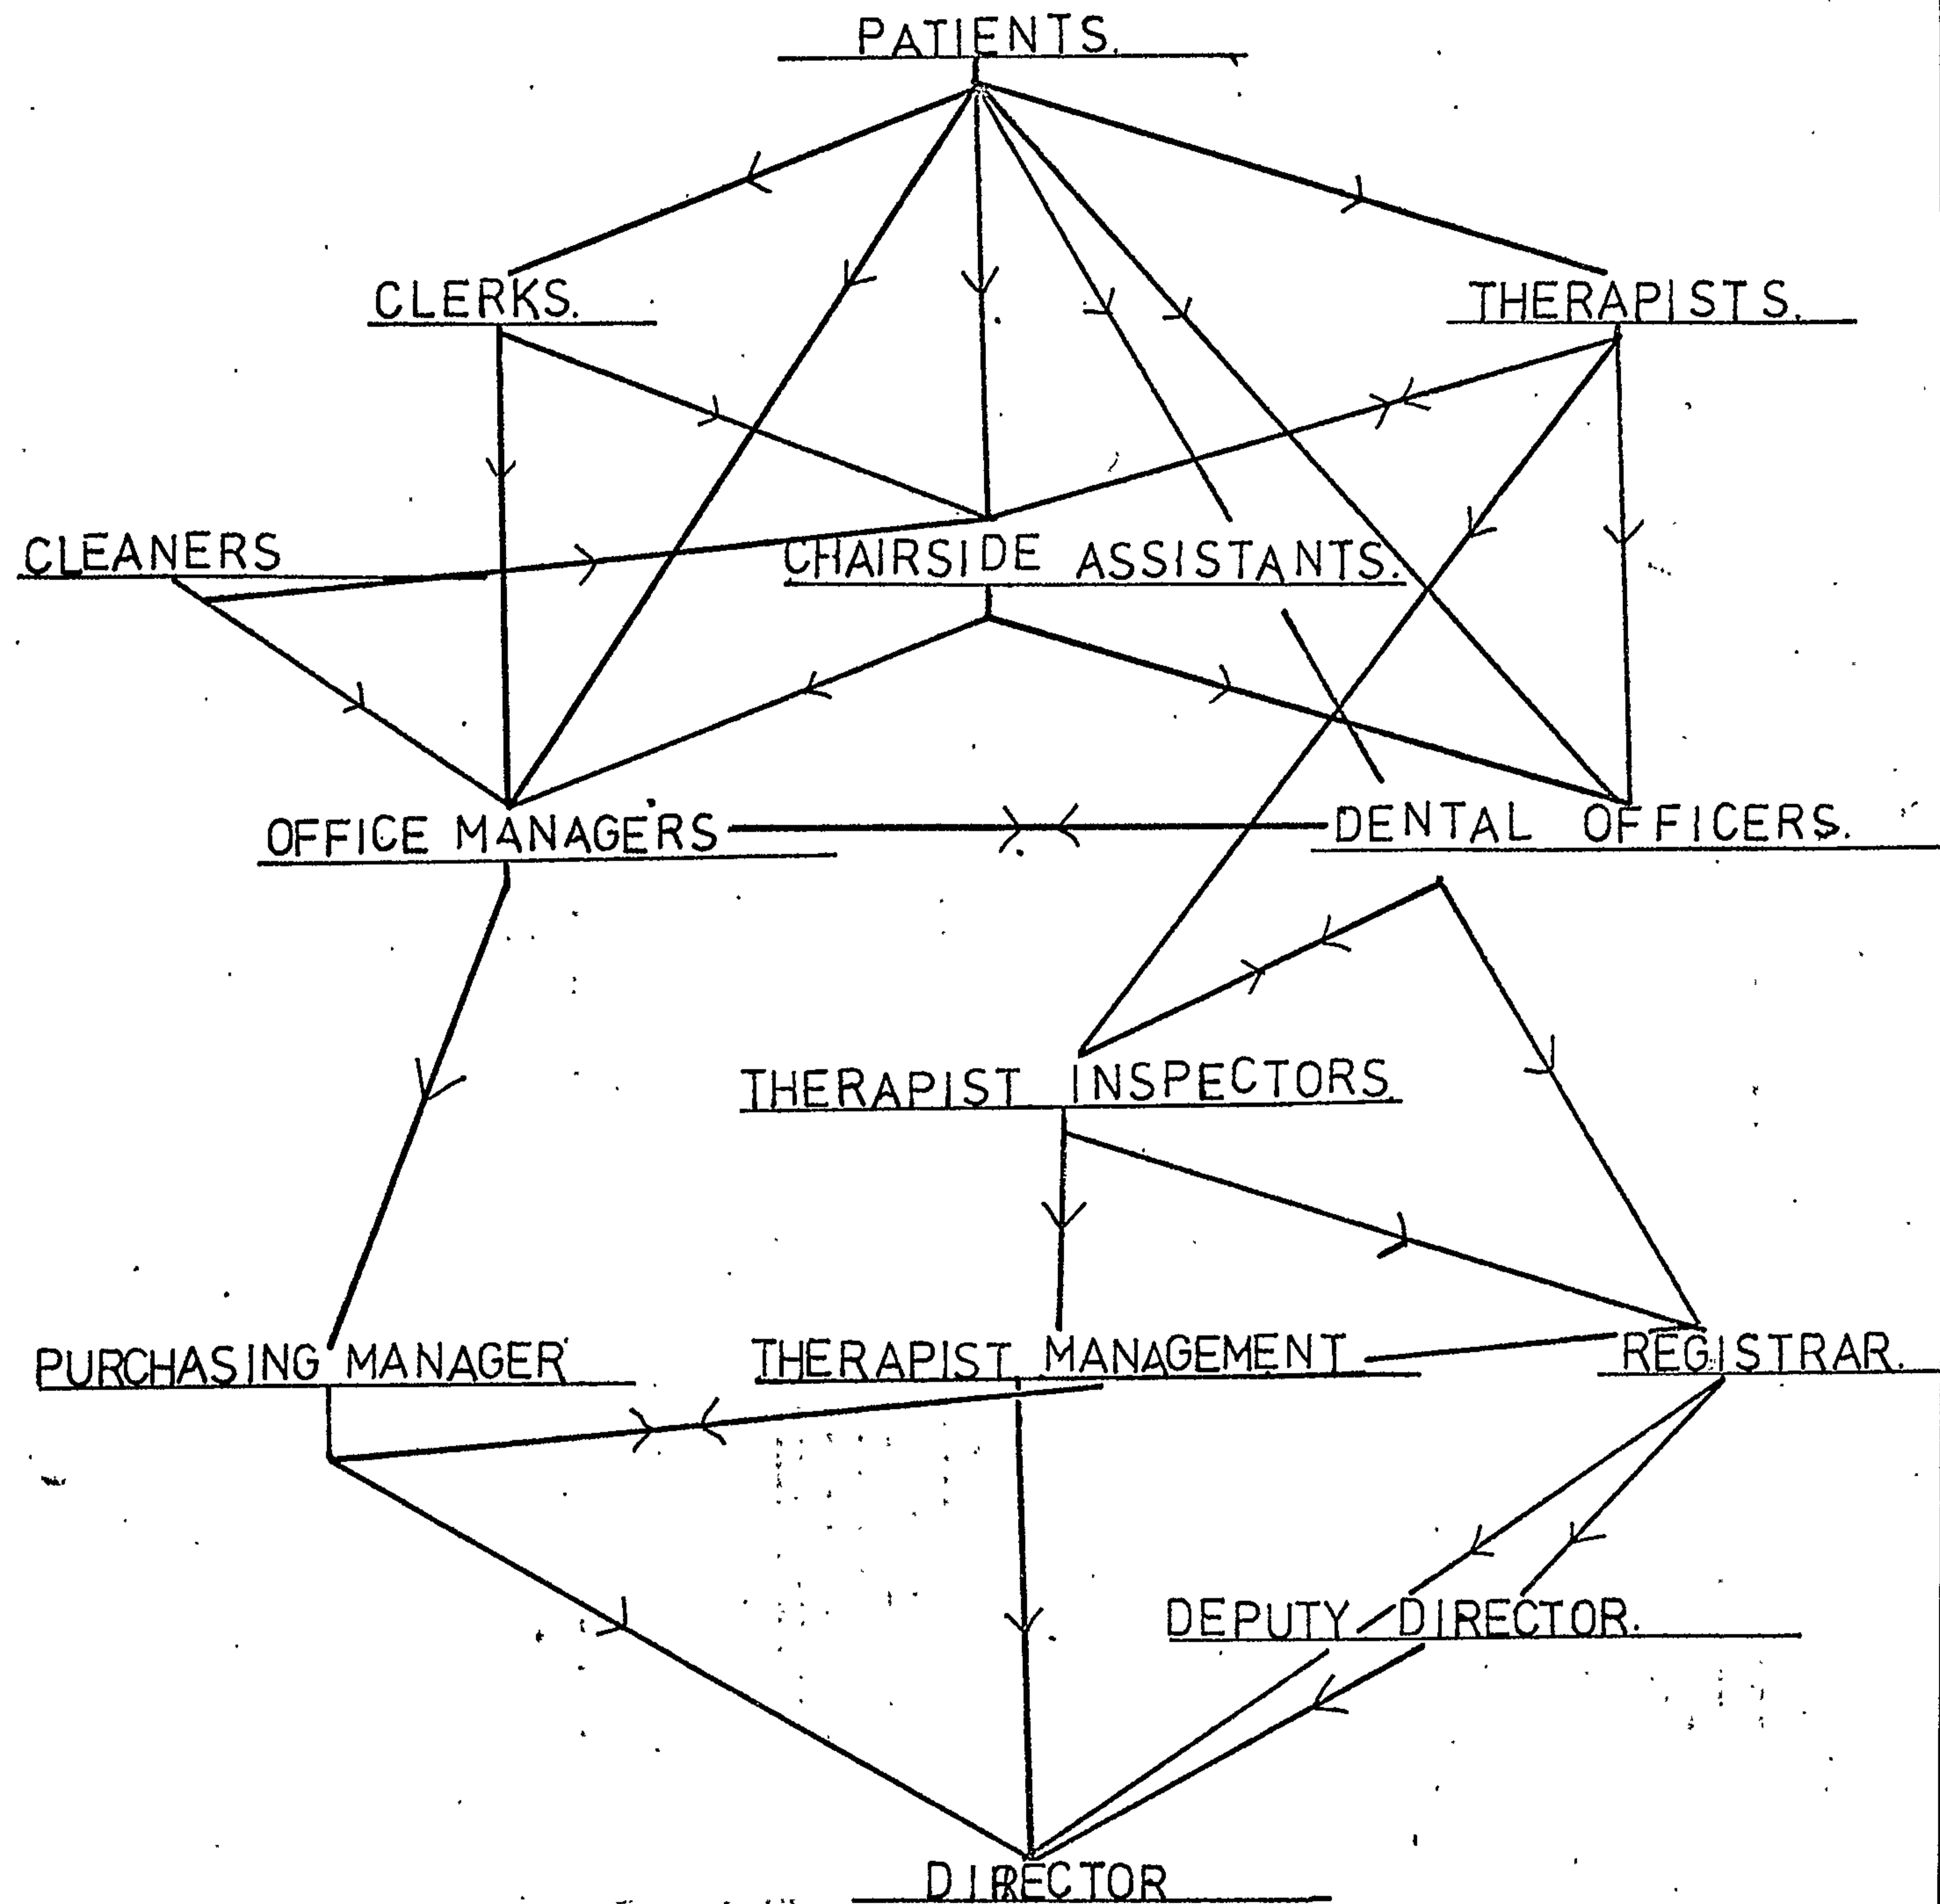 PATIENTS.
CLERKS.
THERAPISTS.
CLEANERS
CHAIRSIDE ASSISTANTS.
OFFICE MANAGERS
DENTAL OFFICERS.
THERAPIST INSPECTORS.
PURCHASING MANAGER
THERAPIST MANAGEMENT
REGISTRAR.
DEPUTY DIRECTOR.
DIRECTOR